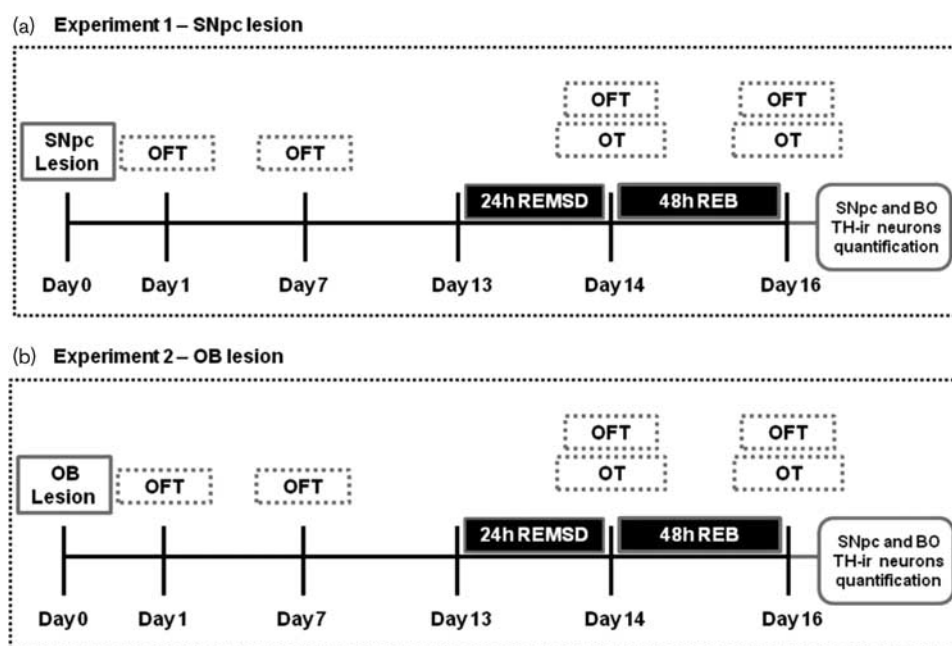 (a) Experiment 1 – SNpc lesion
OFT
OFT
SNpc
Lesion
OFT
OFT
OT
OT
24h REMSD
48h REB
SNpc and BO
TH-ir neurons
quantification
Day 0
Day 1
Day 7
Day 13
Day 14
Day 16
(b) Experiment 2 – OB lesion
OFT
OFT
OB
Lesion
OFT
OFT
OT
OT
24h REMSD
48h REB
SNpc and BO
TH-ir neurons
quantification
Day 0
Day 1
Day 7
Day 13
Day 14
Day 16